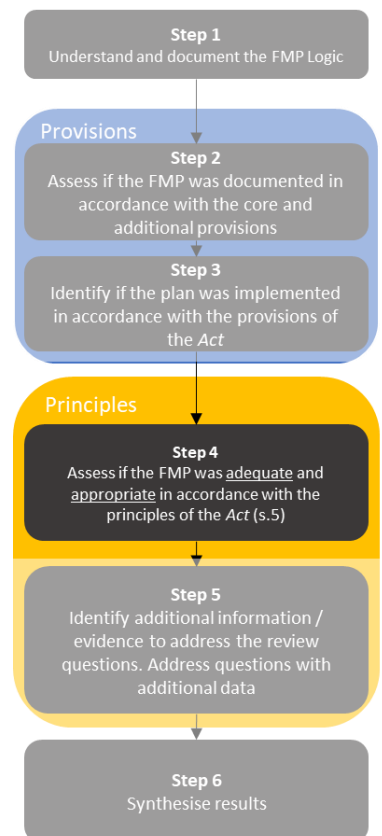 Step 1
Understand and document the FMP Logic
Provisions
Step 2
Assess if the FMP was documented in
accordance with the core and
additional provisions
Step 3
Identify if the plan was implemented
in accordance with the provisions of
the Act
Principles
Step 4
Assess if the FMP was adequate and
appropriate in accordance with the
principles of the Act (s.5)
Step 5
Identify additional information /
evidence to address the review
questions. Address questions with
additional data
Step 6
Synthesise results